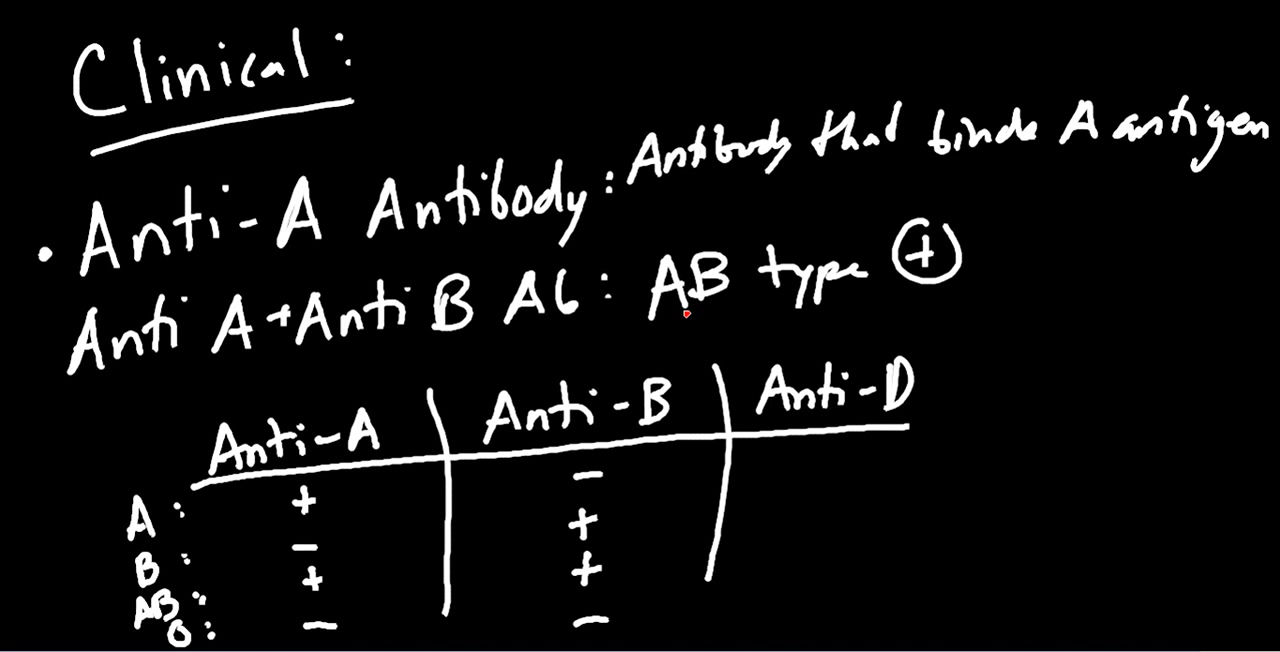 Clinical:
• Anti-A Antibody: Antibody that binds A antigen
Anti A + Anti B Ab: AB type (+)
Anti-A | Anti-B | Anti-D
A: + −
B: − +
AB: + +
O: − −